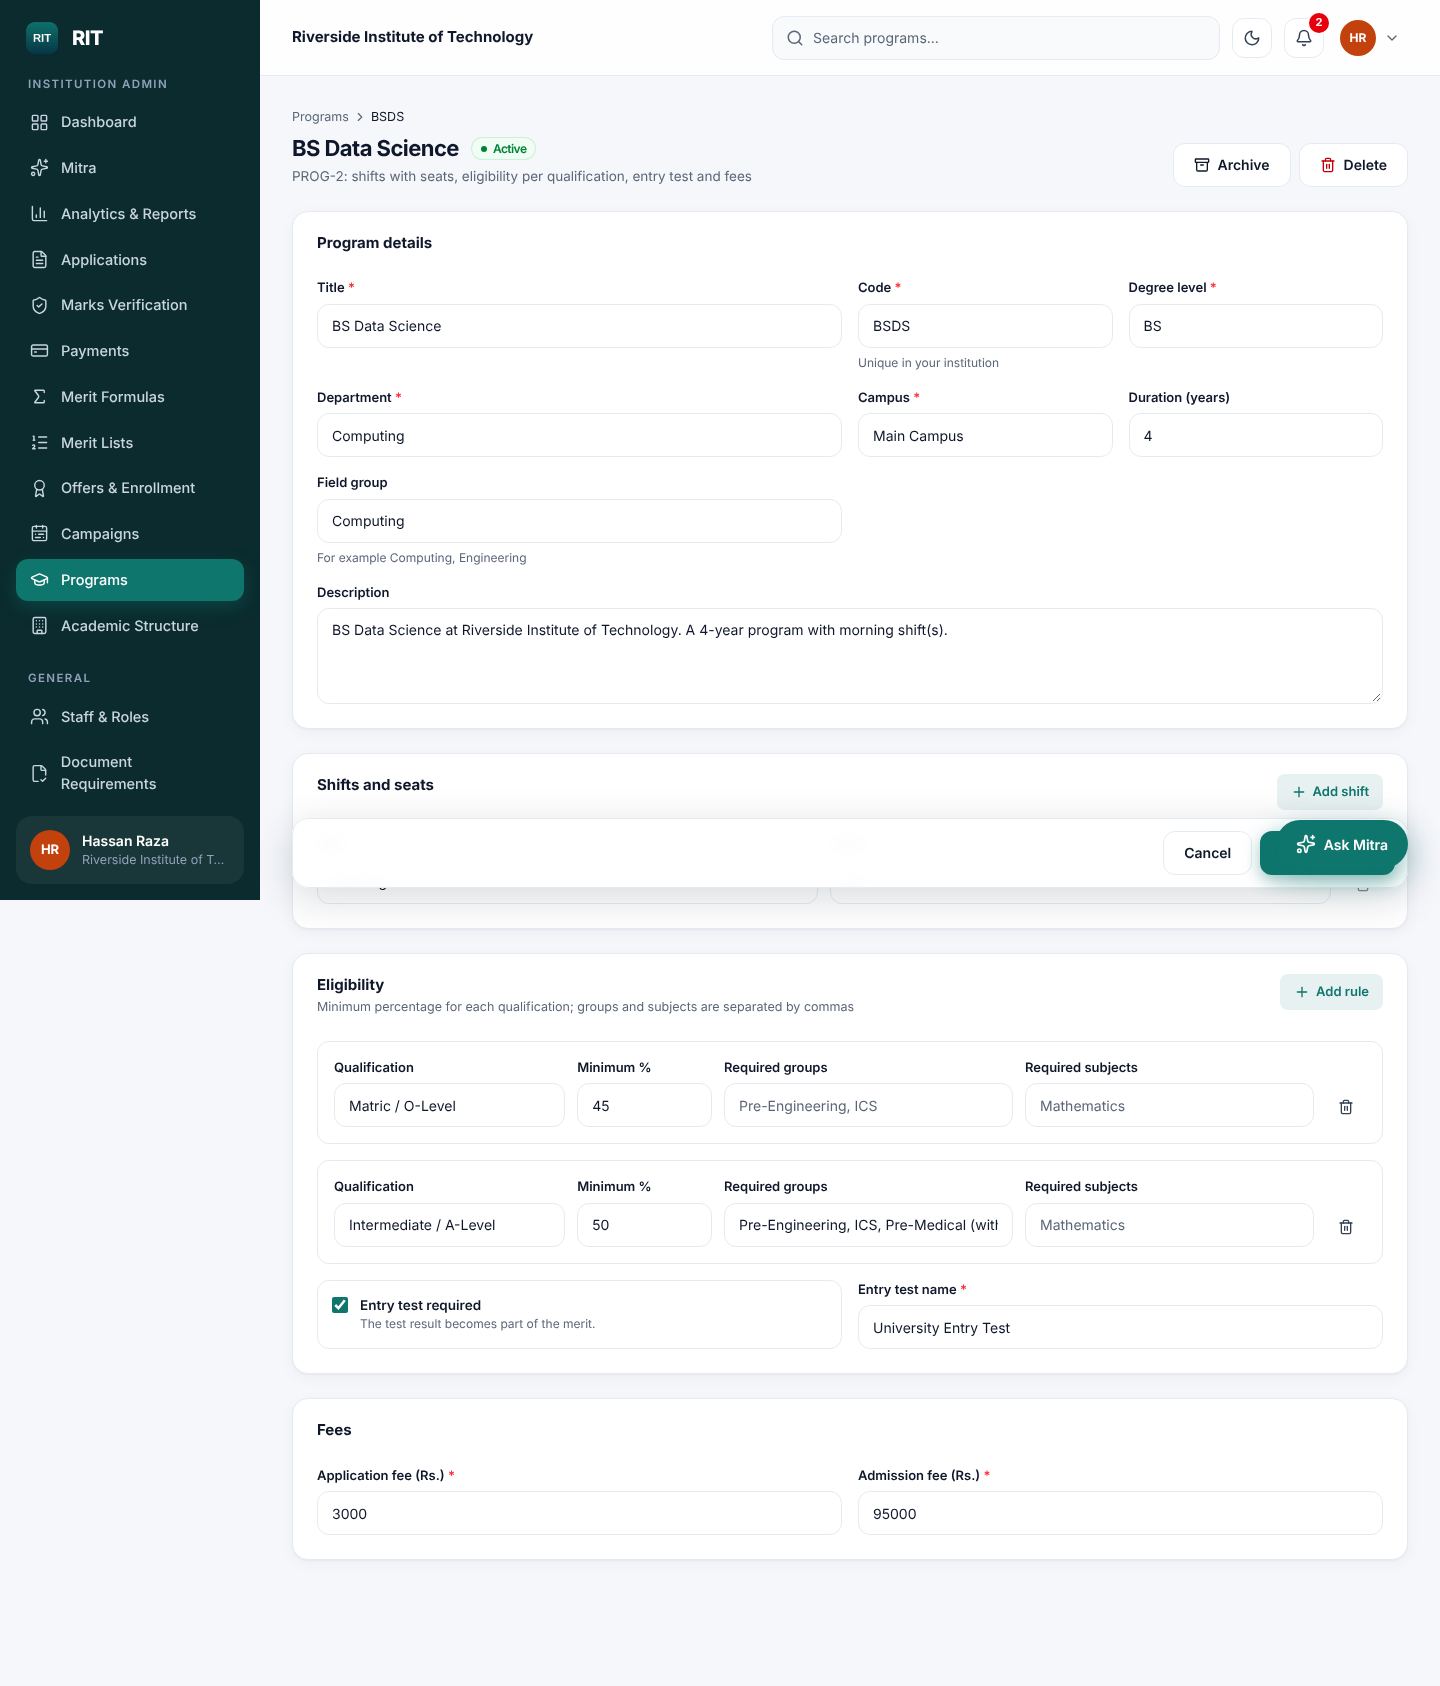 RIT RIT
INSTITUTION ADMIN
Dashboard
Mitra
Analytics & Reports
Applications
Marks Verification
Payments
Merit Formulas
Merit Lists
Offers & Enrollment
Campaigns
Programs
Academic Structure
GENERAL
Staff & Roles
Document
Requirements
HR Hassan Raza
Riverside Institute of T...
Riverside Institute of Technology
Search programs...
2
HR
Programs > BSDS
BS Data Science Active
PROG-2: shifts with seats, eligibility per qualification, entry test and fees
Archive Delete
Program details
Title * Code * Degree level *
BS Data Science BSDS BS
Unique in your institution
Department * Campus * Duration (years)
Computing Main Campus 4
Field group
Computing
For example Computing, Engineering
Description
BS Data Science at Riverside Institute of Technology. A 4-year program with morning shift(s).
Shifts and seats + Add shift
Cancel Ask Mitra
Eligibility + Add rule
Minimum percentage for each qualification; groups and subjects are separated by commas
Qualification Minimum % Required groups Required subjects
Matric / O-Level 45 Pre-Engineering, ICS Mathematics
Qualification Minimum % Required groups Required subjects
Intermediate / A-Level 50 Pre-Engineering, ICS, Pre-Medical (with Mathematics
Entry test required
The test result becomes part of the merit.
Entry test name *
University Entry Test
Fees
Application fee (Rs.) * Admission fee (Rs.) *
3000 95000